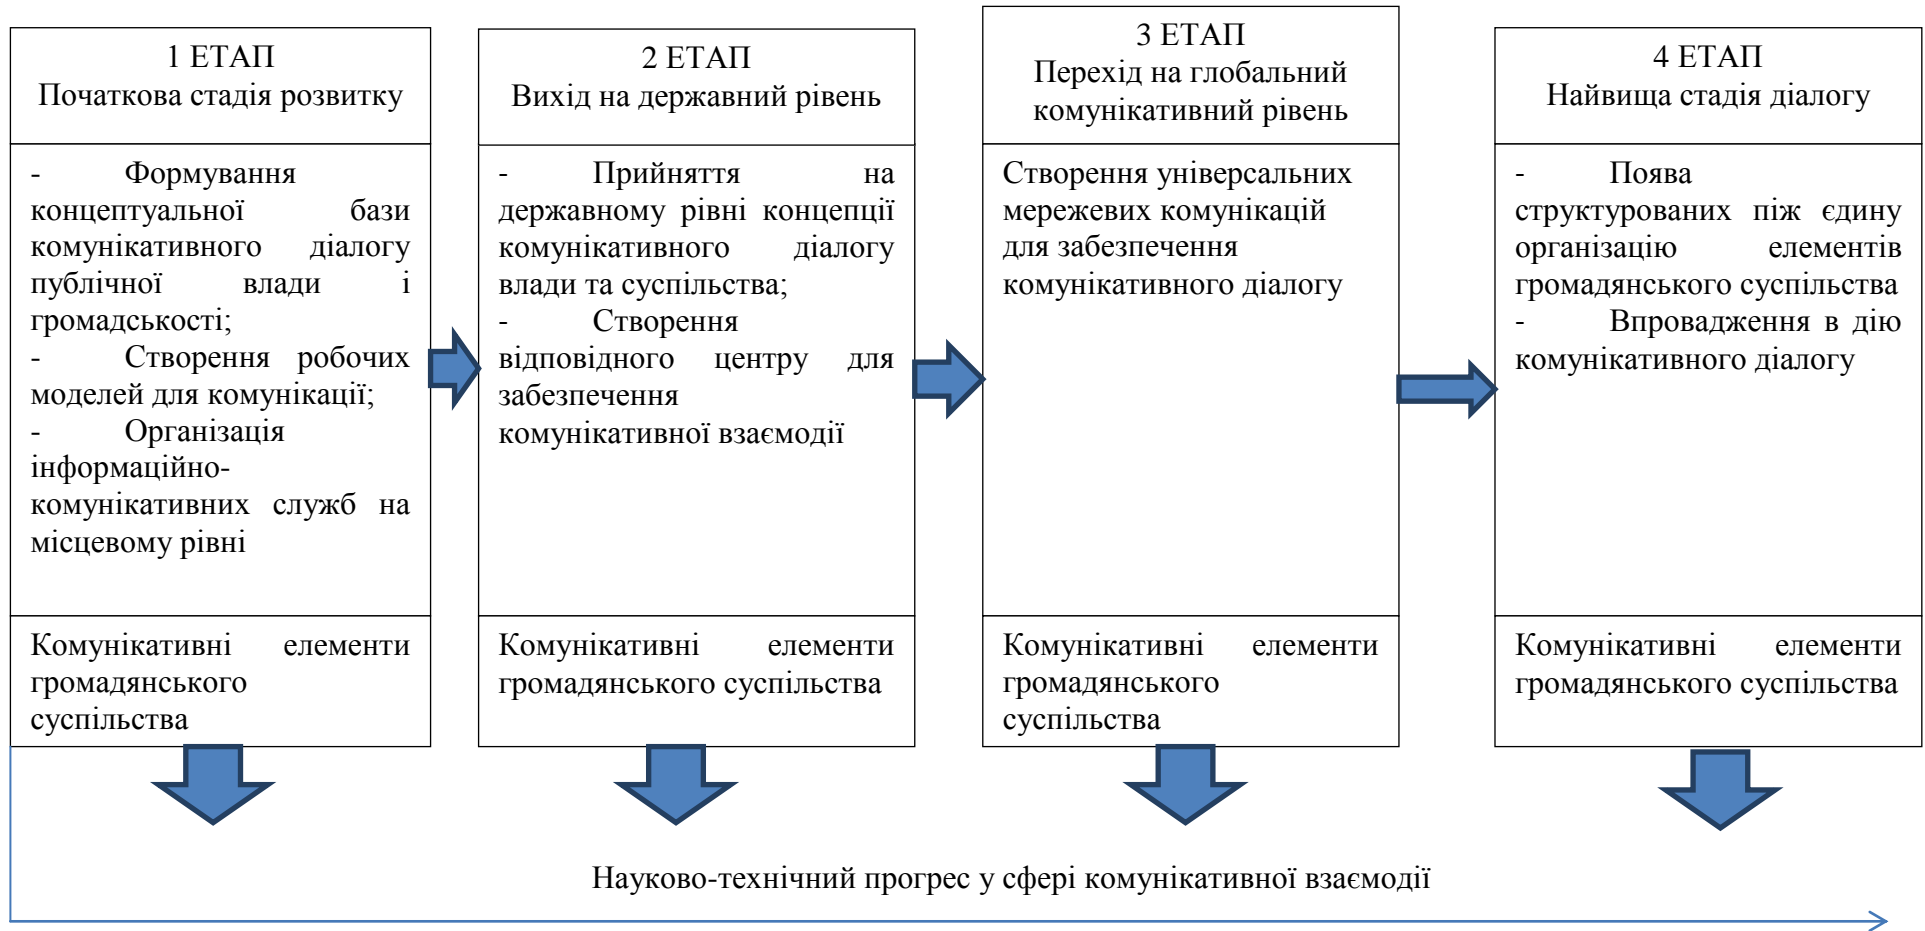 1 ЕТАП
Початкова стадія розвитку
- Формування
концептуальної бази
комунікативного діалогу
публічної влади і
громадськості;
- Створення робочих
моделей для комунікації;
- Організація
інформаційно-
комунікативних служб на
місцевому рівні
Комунікативні елементи
громадянського
суспільства
2 ЕТАП
Вихід на державний рівень
- Прийняття на
державному рівні концепції
комунікативного діалогу
влади та суспільства;
- Створення
відповідного центру для
забезпечення
комунікативної взаємодії
Комунікативні елементи
громадянського суспільства
3 ЕТАП
Перехід на глобальний
комунікативний рівень
Створення універсальних
мережевих комунікацій
для забезпечення
комунікативного діалогу
Комунікативні елементи
громадянського
суспільства
4 ЕТАП
Найвища стадія діалогу
- Поява
структурованих піж єдину
організацію елементів
громадянського суспільства
- Впровадження в дію
комунікативного діалогу
Комунікативні елементи
громадянського суспільства
Науково-технічний прогрес у сфері комунікативної взаємодії